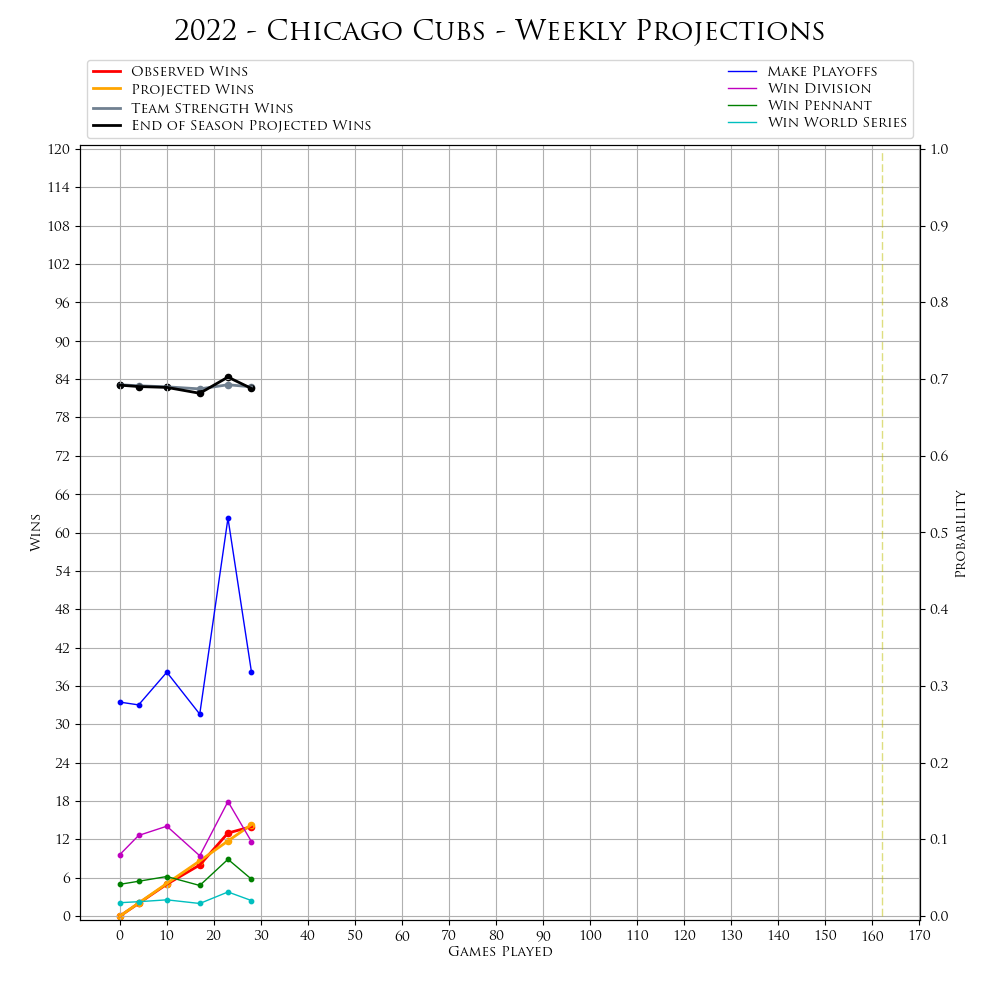 2022 - Chicago Cubs - Weekly Projections
Observed Wins
Projected Wins
Team Strength Wins
End of Season Projected Wins
Make Playoffs
Win Division
Win Pennant
Win World Series
120
114
108
102
96
90
84
78
72
66
60
54
48
42
36
30
24
18
12
6
0
Wins
1.0
0.9
0.8
0.7
0.6
0.5
0.4
0.3
0.2
0.1
0.0
Probability
0 10 20 30 40 50 60 70 80 90 100 110 120 130 140 150 160 170
Games Played